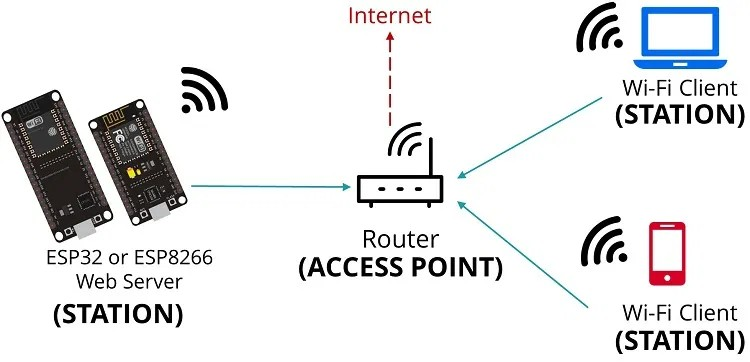 Internet
Wi-Fi Client
(STATION)
ESP32 or ESP8266
Web Server
(STATION)
Router
(ACCESS POINT)
Wi-Fi Client
(STATION)